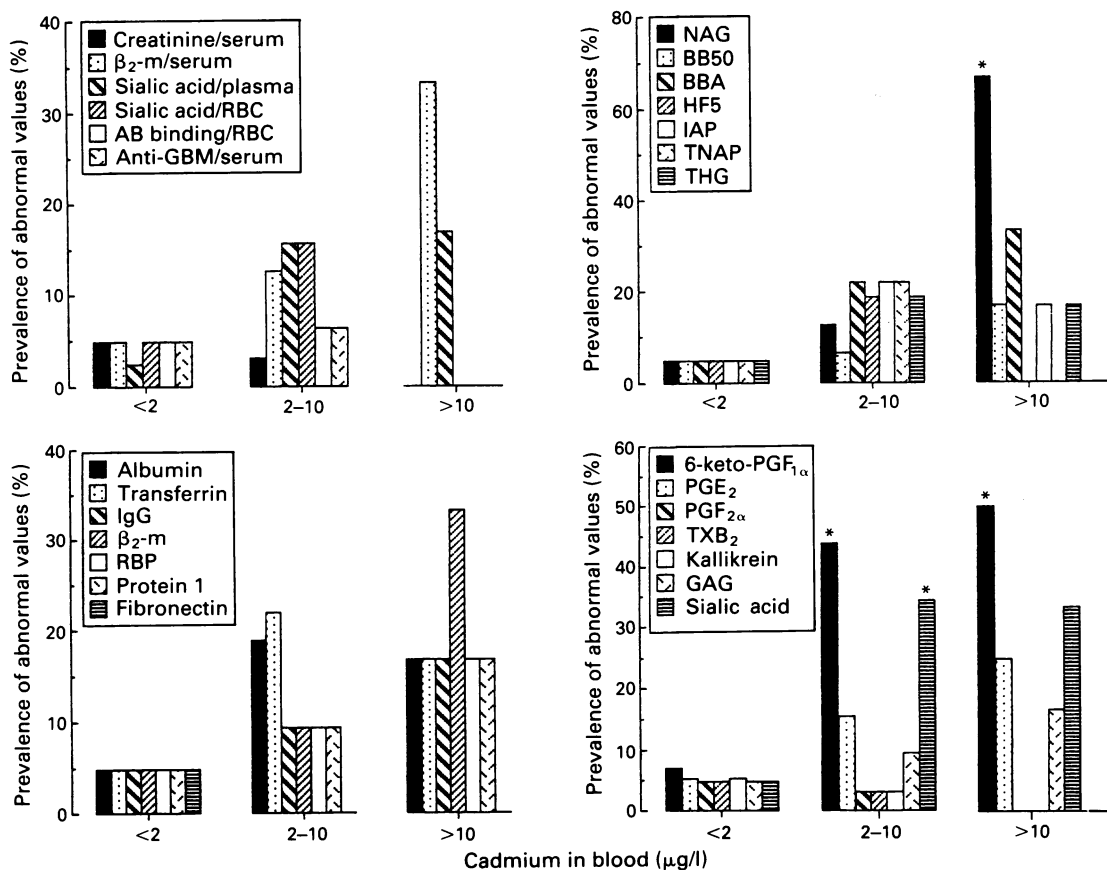 Prevalence of abnormal values (%)
40
30
20
10
0
Creatinine/serum
β₂-m/serum
Sialic acid/plasma
Sialic acid/RBC
AB binding/RBC
Anti-GBM/serum
<2
2–10
>10
Prevalence of abnormal values (%)
80
60
40
20
0
NAG
BB50
BBA
HF5
IAP
TNAP
THG
*
<2
2–10
>10
Prevalence of abnormal values (%)
40
30
20
10
0
Albumin
Transferrin
IgG
β₂-m
RBP
Protein 1
Fibronectin
<2
2–10
>10
Prevalence of abnormal values (%)
60
50
40
30
20
10
0
6-keto-PGF₁α
PGE₂
PGF₂α
TXB₂
Kallikrein
GAG
Sialic acid
*
*
*
<2
2–10
>10
Cadmium in blood (μg/l)